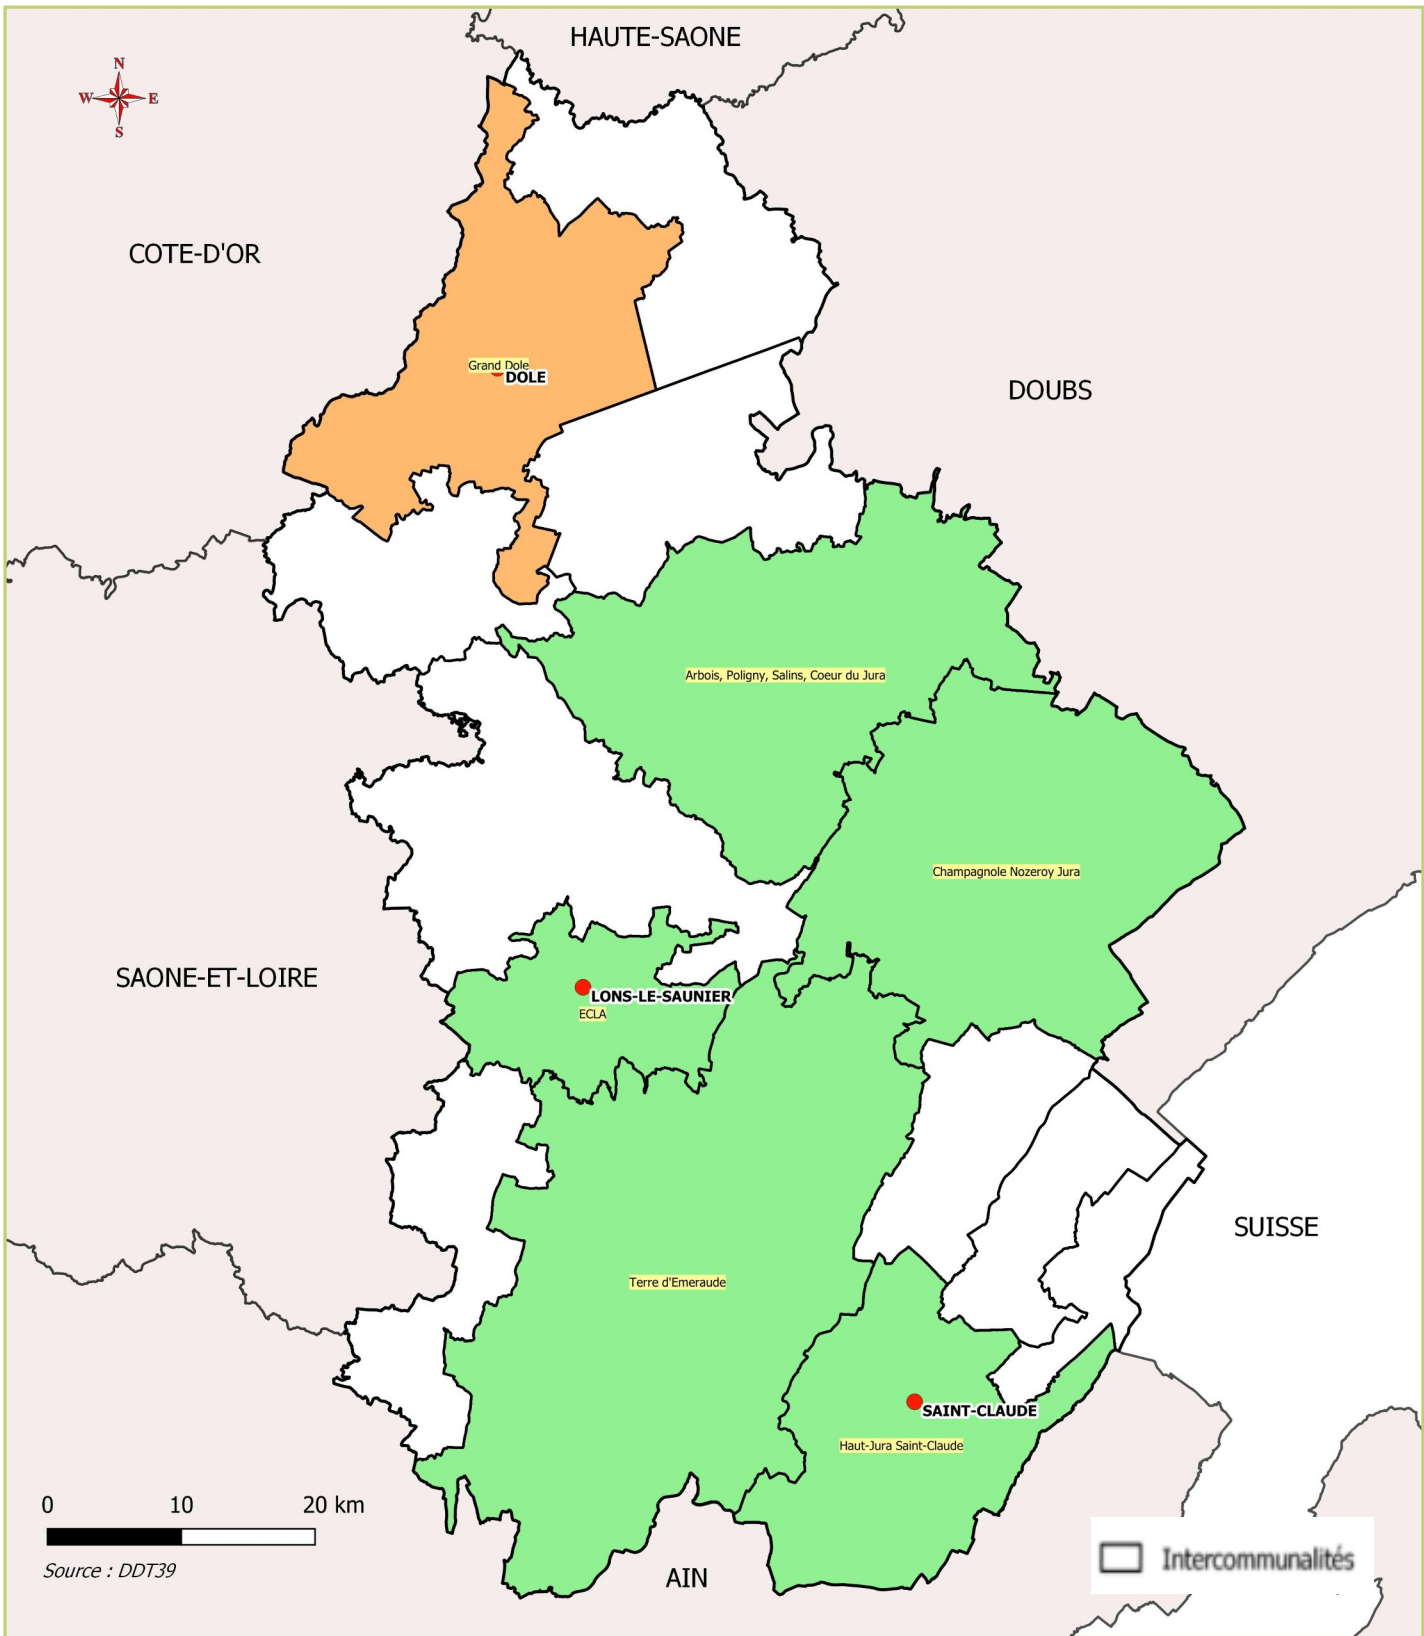 HAUTE-SAONE
N
W E
S
COTE-D'OR
Grand Dole
DOLE
DOUBS
Arbois, Poligny, Salins, Coeur du Jura
Champagnole Nozeroy Jura
SAONE-ET-LOIRE
LONS-LE-SAUNIER
ECLA
SUISSE
Terre d'Emeraude
SAINT-CLAUDE
Haut-Jura Saint-Claude
0 10 20 km
Source : DDT39
AIN
Intercommunalités